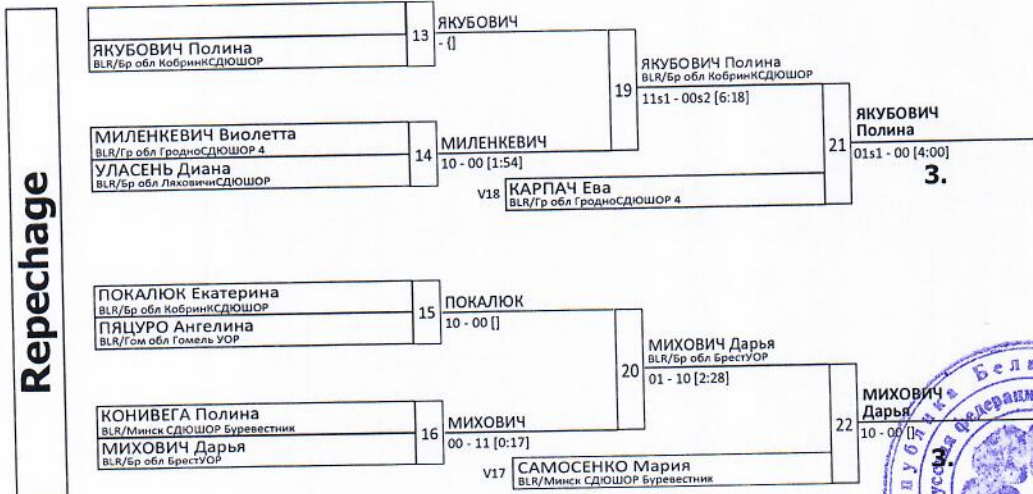 Repechage
13
ЯКУБОВИЧ Полина
BLR/Бр обл КобринКСДЮШОР
ЯКУБОВИЧ
- {]
МИЛЕНКЕВИЧ Виолетта
BLR/Гр обл ГродноСДЮШОР 4
УЛАСЕНЬ Диана
BLR/Бр обл ЛяховичиСДЮШОР
14
МИЛЕНКЕВИЧ
10 - 00 [1:54]
19
ЯКУБОВИЧ Полина
BLR/Бр обл КобринКСДЮШОР
11s1 - 00s2 [6:18]
V18
КАРПАЧ Ева
BLR/Гр обл ГродноСДЮШОР 4
21
ЯКУБОВИЧ
Полина
01s1 - 00 [4:00]
3.
ПОКАЛЮК Екатерина
BLR/Бр обл КобринКСДЮШОР
ПЯЦУРО Ангелина
BLR/Гом обл Гомель УОР
15
ПОКАЛЮК
10 - 00 []
КОНИВЕГА Полина
BLR/Минск СДЮШОР Буревестник
МИХОВИЧ Дарья
BLR/Бр обл БрестУОР
16
МИХОВИЧ
00 - 11 [0:17]
20
МИХОВИЧ Дарья
BLR/Бр обл БрестУОР
01 - 10 [2:28]
V17
САМОСЕНКО Мария
BLR/Минск СДЮШОР Буревестник
22
МИХОВИЧ
Дарья
10 - 00 []
3.